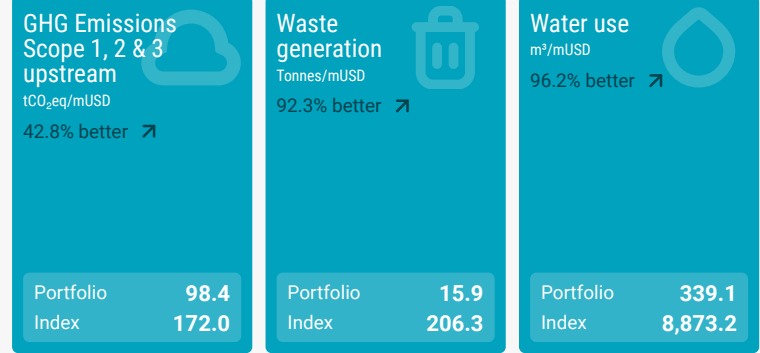 GHG Emissions
Scope 1, 2 & 3
upstream
tCO₂eq/mUSD
42.8% better
Portfolio 98.4
Index 172.0
Waste
generation
Tonnes/mUSD
92.3% better
Portfolio 15.9
Index 206.3
Water use
m³/mUSD
96.2% better
Portfolio 339.1
Index 8,873.2